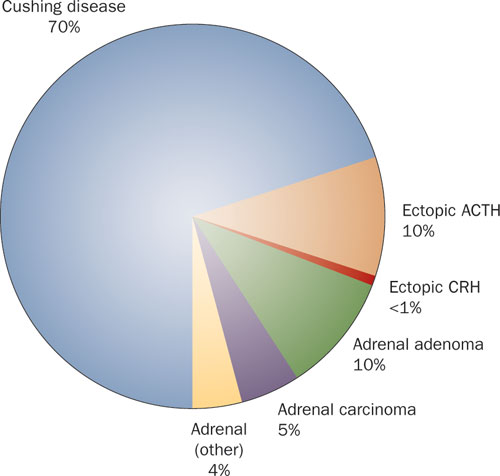 Cushing disease
70%
Ectopic ACTH
10%
Ectopic CRH
<1%
Adrenal adenoma
10%
Adrenal carcinoma
5%
Adrenal
(other)
4%